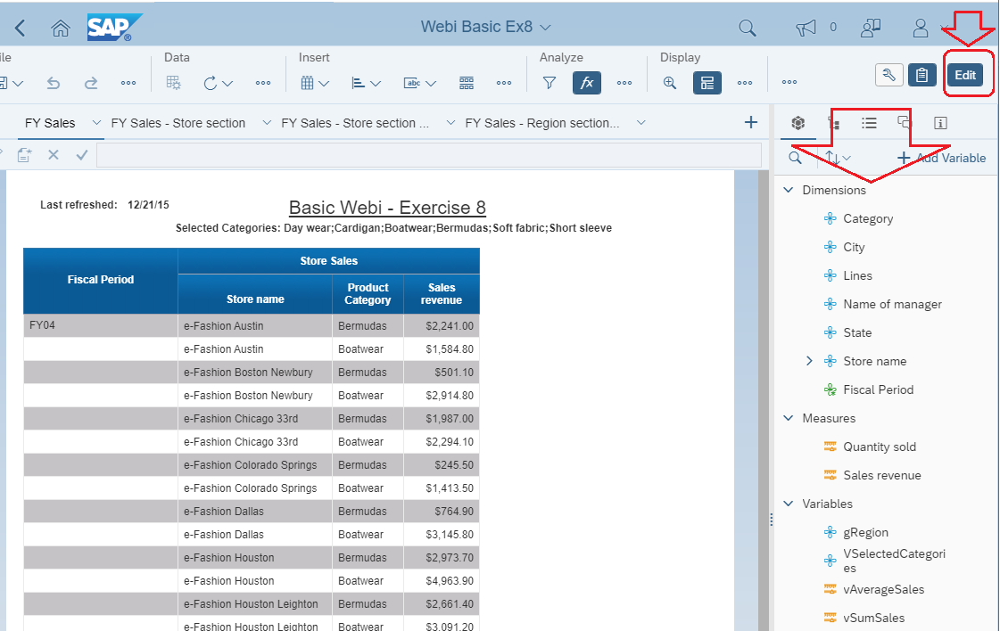 SAP ®
Webi Basic Ex8
0
ile
Data
Insert
Analyze
Display
abc
fx
Edit
FY Sales
FY Sales - Store section
FY Sales - Store section ...
FY Sales - Region section...
Add Variable
Last refreshed: 12/21/15
Basic Webi - Exercise 8
Selected Categories: Day wear;Cardigan;Boatwear;Bermudas;Soft fabric;Short sleeve
Fiscal Period
Store Sales
Store name
Product Category
Sales revenue
FY04 e-Fashion Austin Bermudas $2,241.00
e-Fashion Austin Boatwear $1,584.80
e-Fashion Boston Newbury Bermudas $501.10
e-Fashion Boston Newbury Boatwear $2,914.80
e-Fashion Chicago 33rd Bermudas $1,987.00
e-Fashion Chicago 33rd Boatwear $2,294.10
e-Fashion Colorado Springs Bermudas $245.50
e-Fashion Colorado Springs Boatwear $1,413.50
e-Fashion Dallas Bermudas $764.90
e-Fashion Dallas Boatwear $3,145.80
e-Fashion Houston Bermudas $2,973.70
e-Fashion Houston Boatwear $4,963.90
e-Fashion Houston Leighton Bermudas $2,661.40
e-Fashion Houston Leighton Boatwear $3,091.20
Dimensions
Category
City
Lines
Name of manager
State
Store name
Fiscal Period
Measures
Quantity sold
Sales revenue
Variables
gRegion
VSelectedCategori
es
vAverageSales
vSumSales